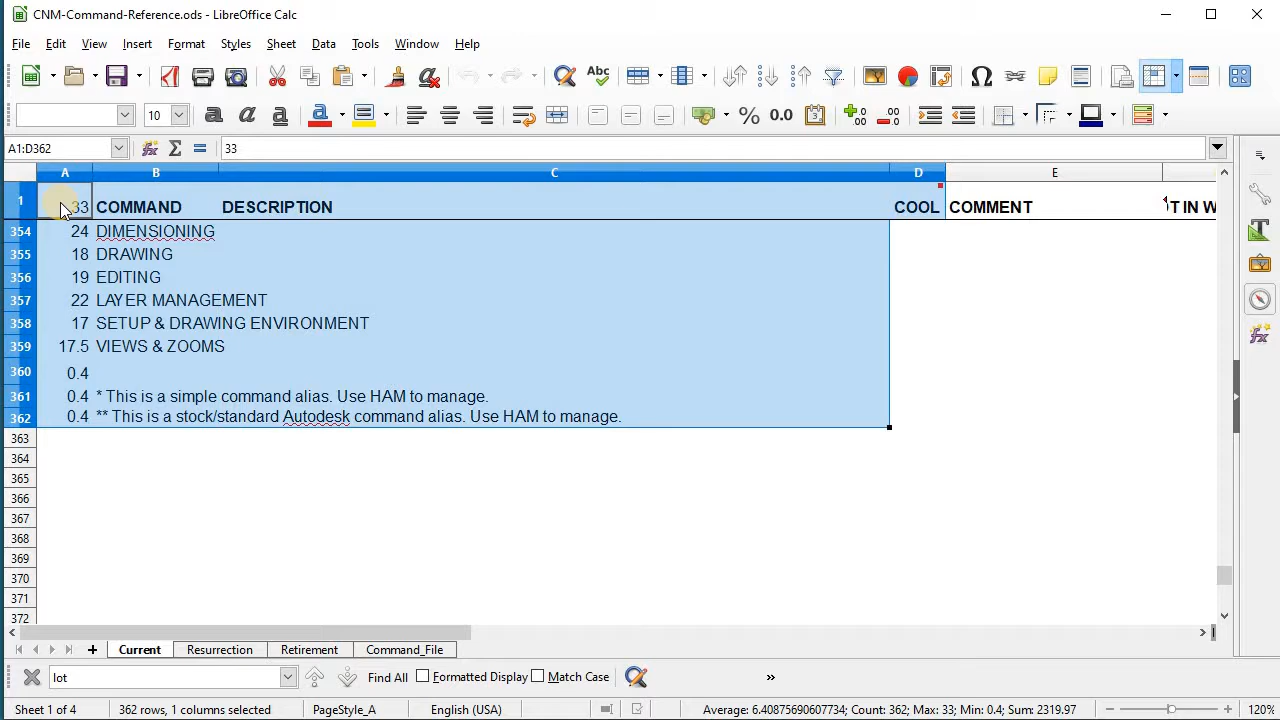 CNM-Command-Reference.ods - LibreOffice Calc
File Edit View Insert Format Styles Sheet Data Tools Window Help
Abc
10 a a a a % 0.0 .00 .00
A1:D362 Σ = 33
A B C D E
1 33 COMMAND DESCRIPTION COOL COMMENT T IN W
354 24 DIMENSIONING
355 18 DRAWING
356 19 EDITING
357 22 LAYER MANAGEMENT
358 17 SETUP & DRAWING ENVIRONMENT
359 17.5 VIEWS & ZOOMS
360 0.4
361 0.4 * This is a simple command alias. Use HAM to manage.
362 0.4 ** This is a stock/standard Autodesk command alias. Use HAM to manage.
363
364
365
366
367
368
369
370
371
372
Current Resurrection Retirement Command_File
lot Find All Formatted Display Match Case »
Sheet 1 of 4 362 rows, 1 columns selected PageStyle_A English (USA) Average: 6.40875690607734; Count: 362; Max: 33; Min: 0.4; Sum: 2319.97 120%